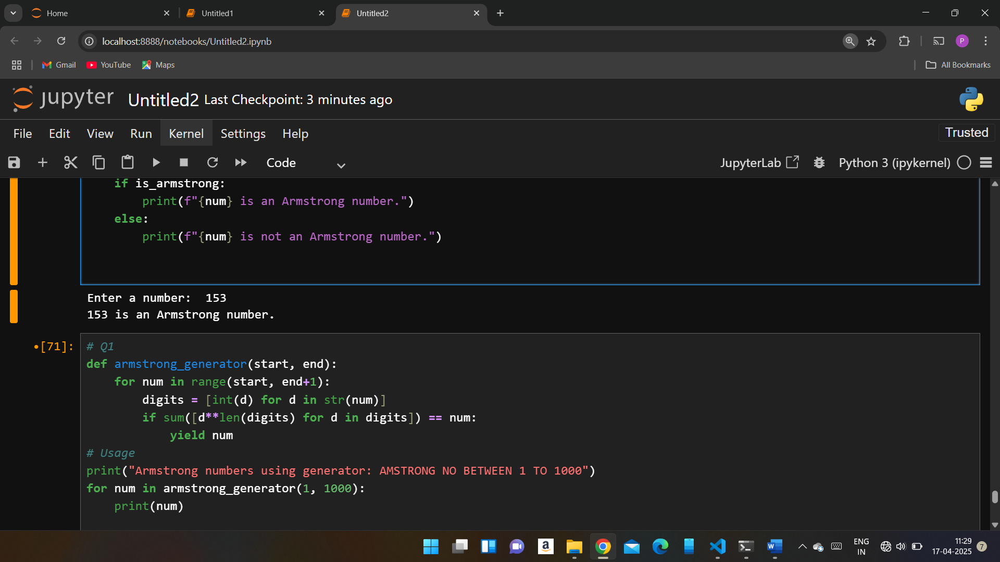 Home
Untitled1
Untitled2
localhost:8888/notebooks/Untitled2.ipynb
P
Gmail
YouTube
Maps
All Bookmarks
jupyter Untitled2 Last Checkpoint: 3 minutes ago
File Edit View Run Kernel Settings Help
Trusted
Code
JupyterLab
Python 3 (ipykernel)
    if is_armstrong:
        print(f"{num} is an Armstrong number.")
    else:
        print(f"{num} is not an Armstrong number.")
Enter a number:  153
153 is an Armstrong number.
•[71]:
# Q1
def armstrong_generator(start, end):
    for num in range(start, end+1):
        digits = [int(d) for d in str(num)]
        if sum([d**len(digits) for d in digits]) == num:
            yield num
# Usage
print("Armstrong numbers using generator: AMSTRONG NO BETWEEN 1 TO 1000")
for num in armstrong_generator(1, 1000):
    print(num)
a
W
ENG
IN
11:29
17-04-2025
7